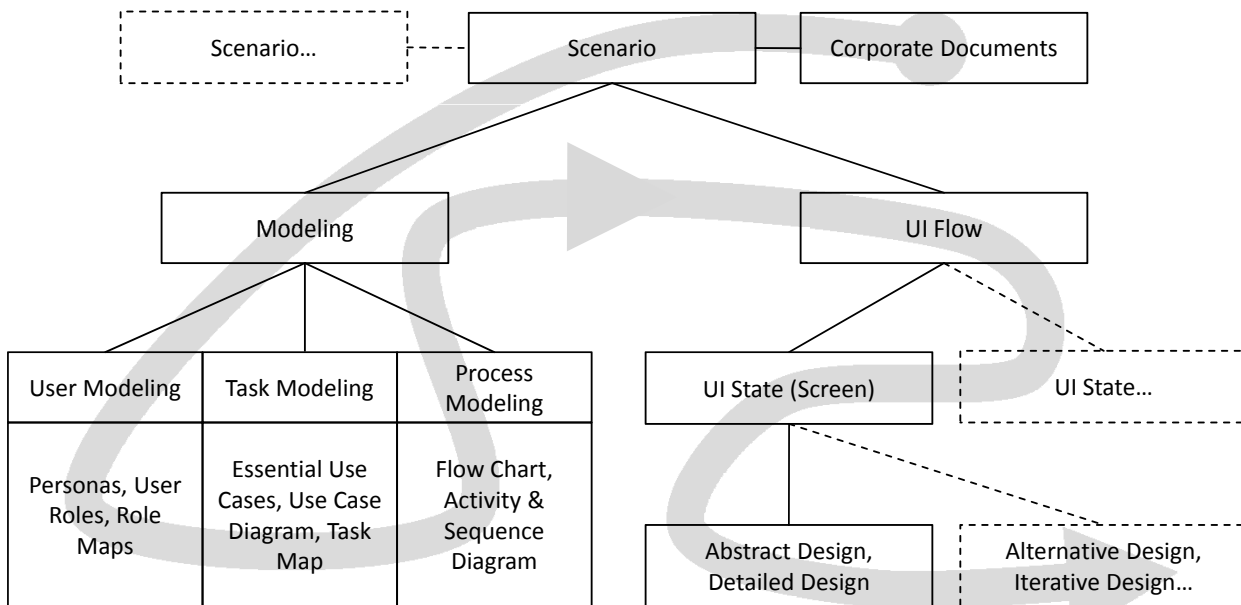 Scenario...
Scenario
Corporate Documents
Modeling
UI Flow
User Modeling
Task Modeling
Process
Modeling
UI State (Screen)
UI State...
Personas, User
Roles, Role
Maps
Essential Use
Cases, Use Case
Diagram, Task
Map
Flow Chart,
Activity &
Sequence
Diagram
Abstract Design,
Detailed Design
Alternative Design,
Iterative Design...